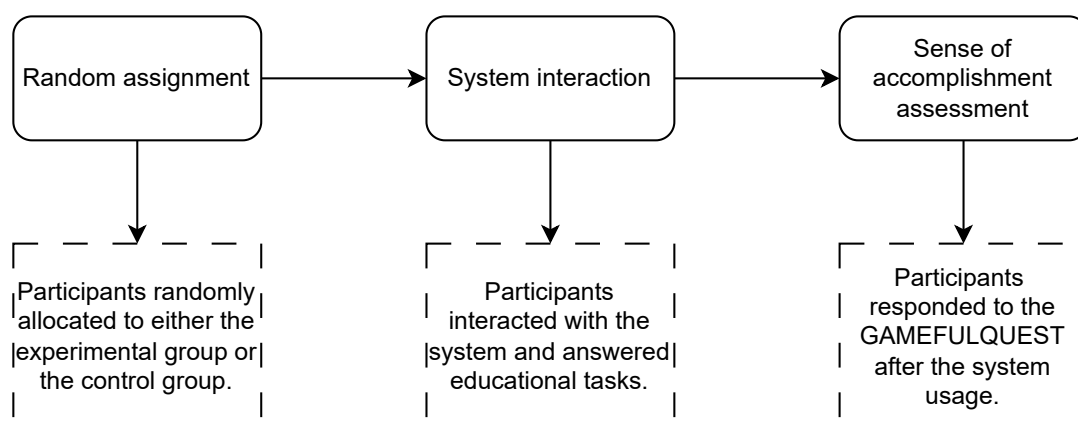 Random assignment
System interaction
Sense of
accomplishment
assessment
Participants randomly
allocated to either the
experimental group or
the control group.
Participants
interacted with the
system and answered
educational tasks.
Participants
responded to the
GAMEFULQUEST
after the system
usage.